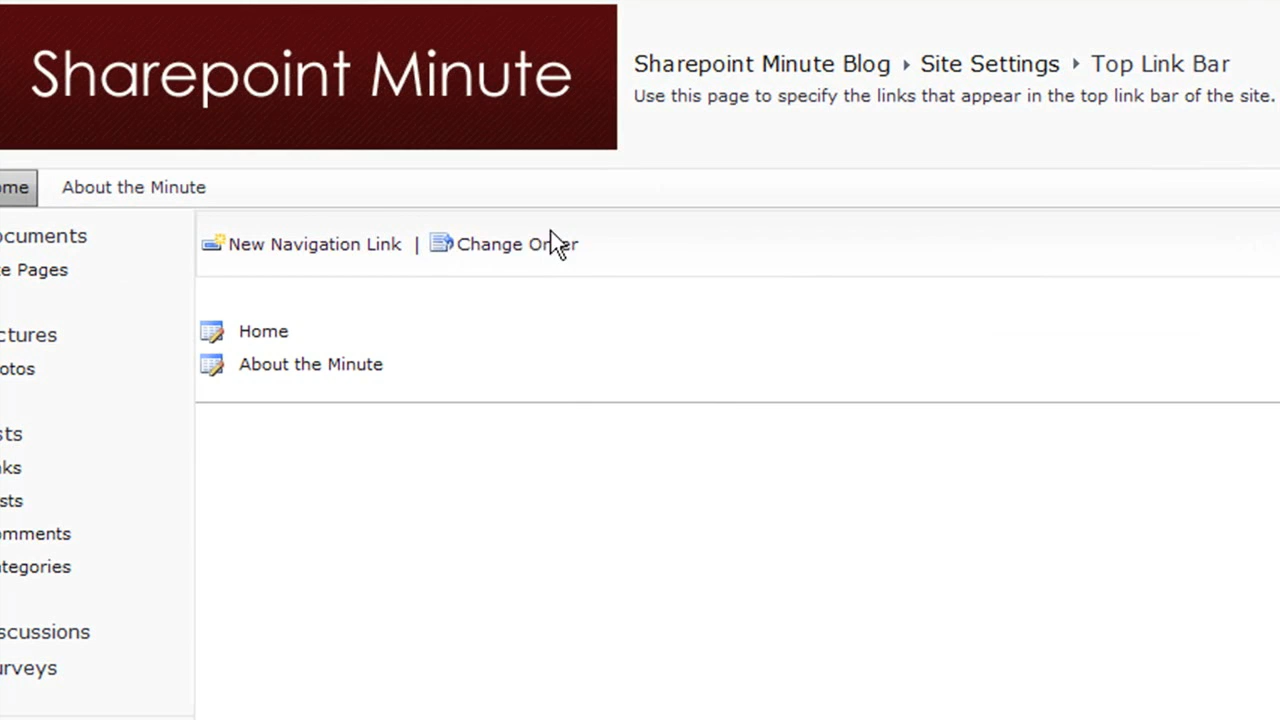 Sharepoint Minute
Sharepoint Minute Blog Site Settings Top Link Bar
Use this page to specify the links that appear in the top link bar of the site.
ome About the Minute
ocuments
te Pages
ctures
otos
sts
ks
sts
omments
ategories
scussions
urveys
New Navigation Link | Change Order
Home
About the Minute